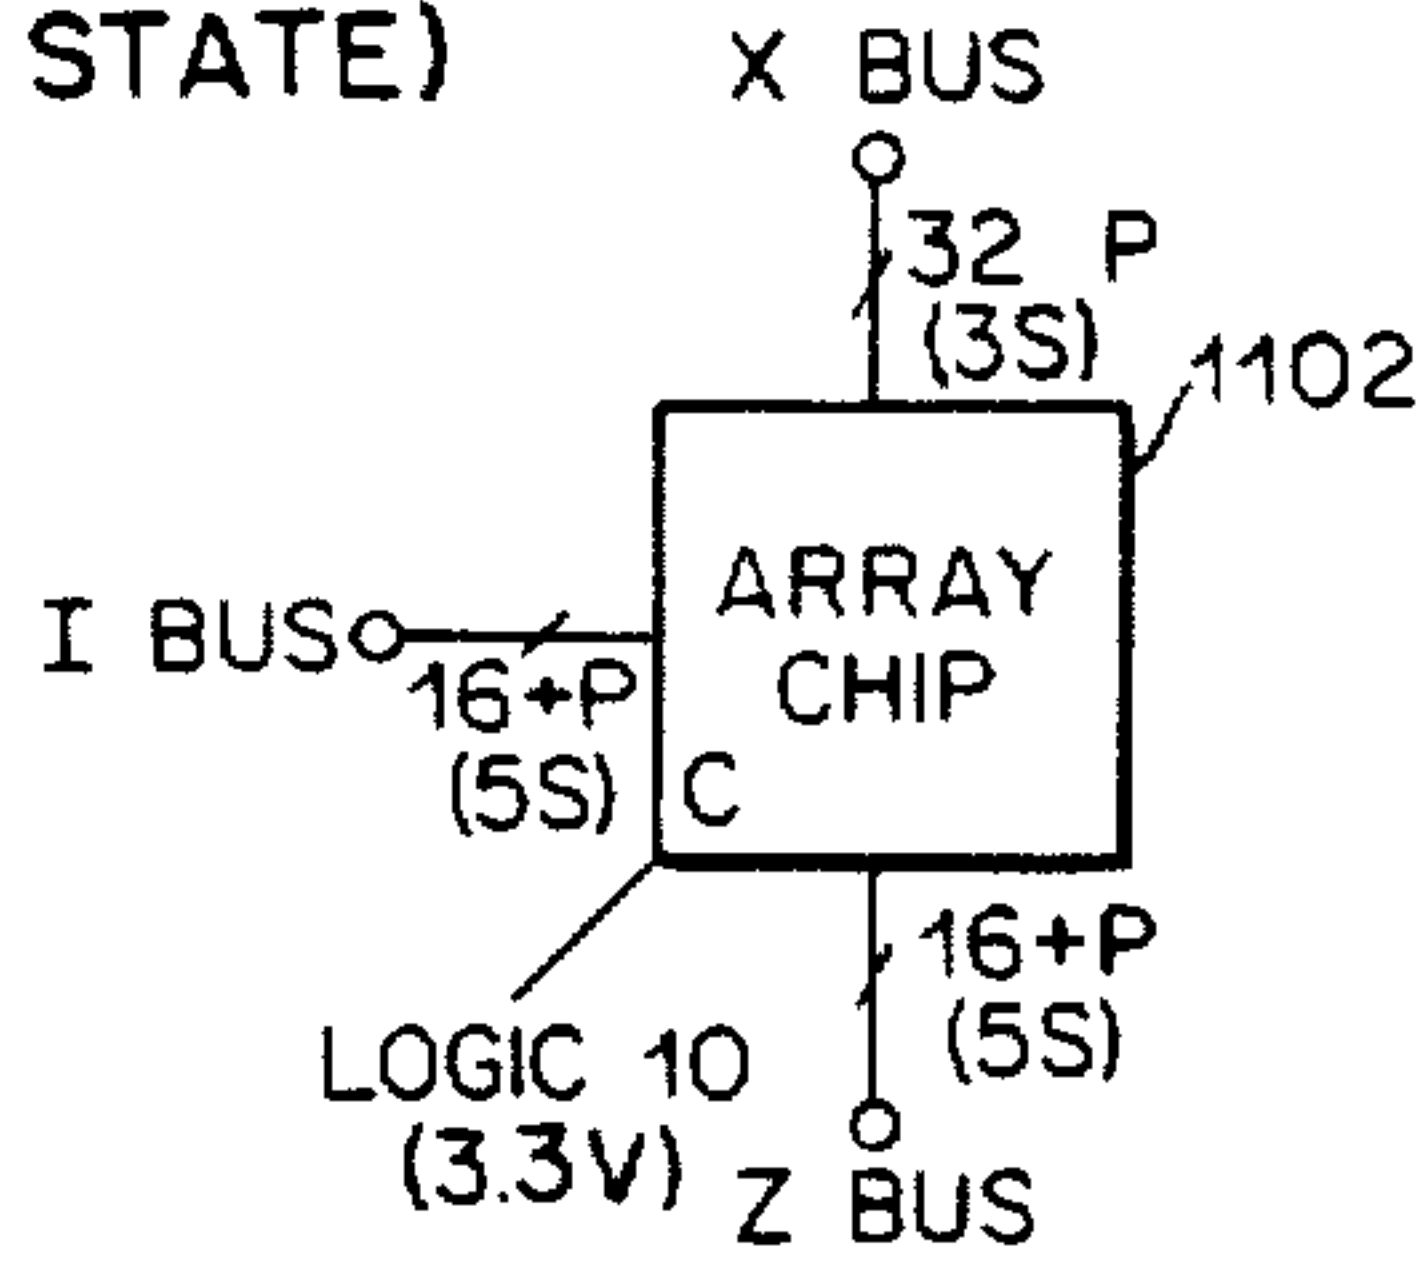 STATE)
X BUS
32 P
(3S)
1102
ARRAY
CHIP
I BUS
16+P
(5S)
C
16+P
(5S)
LOGIC 10
(3.3V)
Z BUS